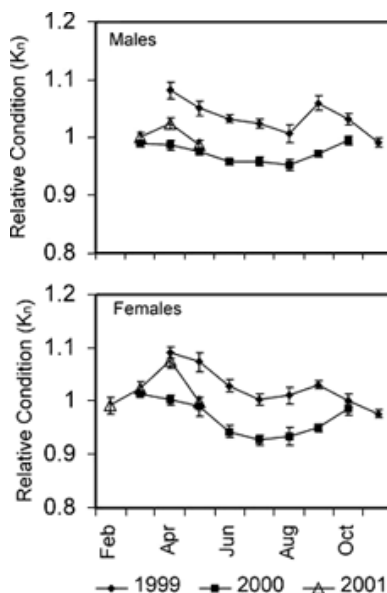 Relative Condition (Kn)
Males
1.2
1.1
1
0.9
0.8
Relative Condition (Kn)
Females
1.2
1.1
1
0.9
0.8
Feb
Apr
Jun
Aug
Oct
1999
2000
2001